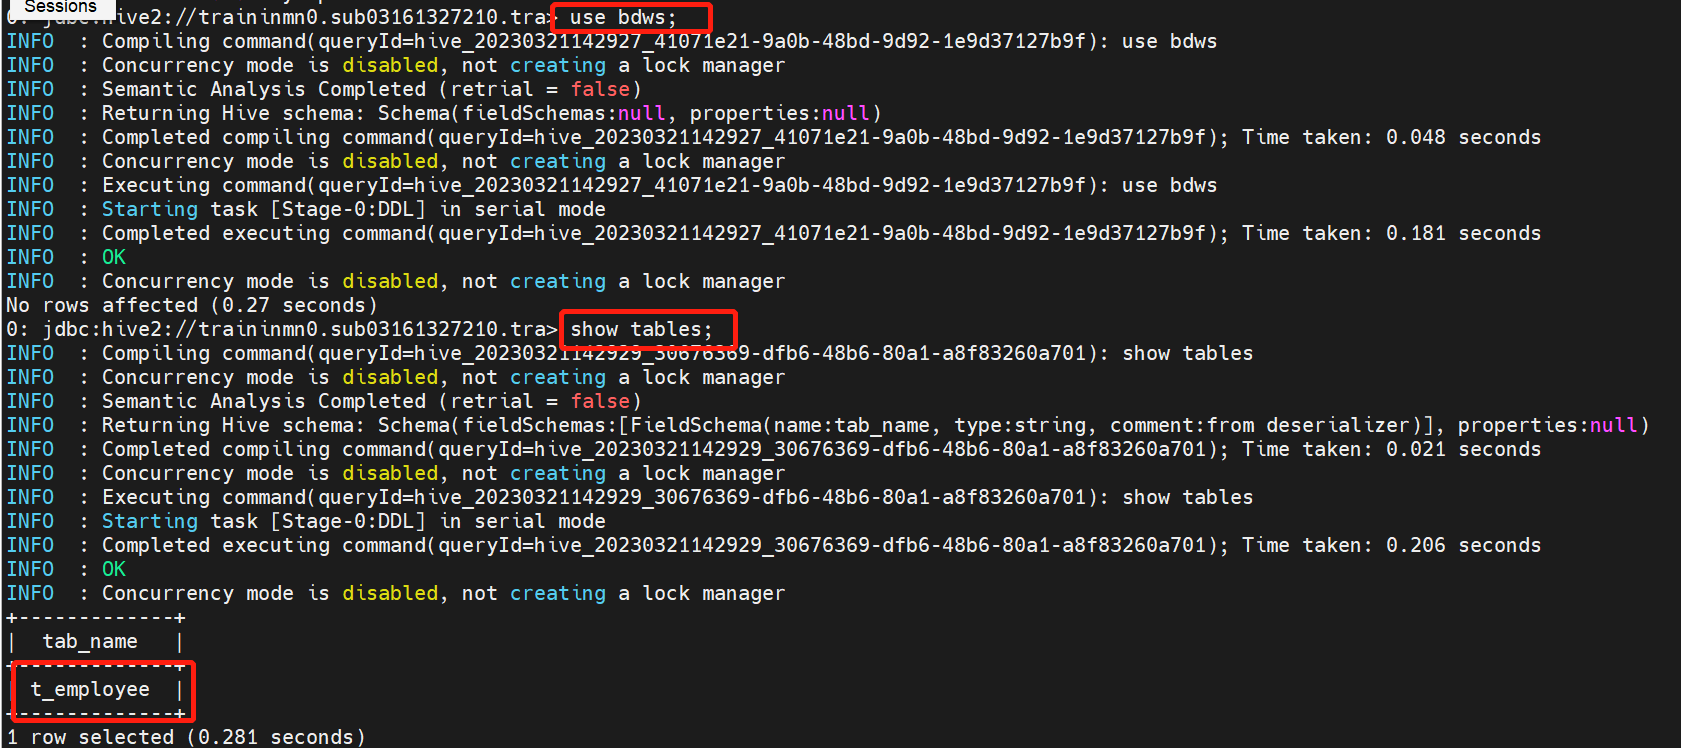 Sessions
0: jdbc:hive2://traininmn0.sub03161327210.tra> use bdws;
INFO  : Compiling command(queryId=hive_20230321142927_41071e21-9a0b-48bd-9d92-1e9d37127b9f): use bdws
INFO  : Concurrency mode is disabled, not creating a lock manager
INFO  : Semantic Analysis Completed (retrial = false)
INFO  : Returning Hive schema: Schema(fieldSchemas:null, properties:null)
INFO  : Completed compiling command(queryId=hive_20230321142927_41071e21-9a0b-48bd-9d92-1e9d37127b9f); Time taken: 0.048 seconds
INFO  : Concurrency mode is disabled, not creating a lock manager
INFO  : Executing command(queryId=hive_20230321142927_41071e21-9a0b-48bd-9d92-1e9d37127b9f): use bdws
INFO  : Starting task [Stage-0:DDL] in serial mode
INFO  : Completed executing command(queryId=hive_20230321142927_41071e21-9a0b-48bd-9d92-1e9d37127b9f); Time taken: 0.181 seconds
INFO  : OK
INFO  : Concurrency mode is disabled, not creating a lock manager
No rows affected (0.27 seconds)
0: jdbc:hive2://traininmn0.sub03161327210.tra> show tables;
INFO  : Compiling command(queryId=hive_20230321142929_30676369-dfb6-48b6-80a1-a8f83260a701): show tables
INFO  : Concurrency mode is disabled, not creating a lock manager
INFO  : Semantic Analysis Completed (retrial = false)
INFO  : Returning Hive schema: Schema(fieldSchemas:[FieldSchema(name:tab_name, type:string, comment:from deserializer)], properties:null)
INFO  : Completed compiling command(queryId=hive_20230321142929_30676369-dfb6-48b6-80a1-a8f83260a701); Time taken: 0.021 seconds
INFO  : Concurrency mode is disabled, not creating a lock manager
INFO  : Executing command(queryId=hive_20230321142929_30676369-dfb6-48b6-80a1-a8f83260a701): show tables
INFO  : Starting task [Stage-0:DDL] in serial mode
INFO  : Completed executing command(queryId=hive_20230321142929_30676369-dfb6-48b6-80a1-a8f83260a701); Time taken: 0.206 seconds
INFO  : OK
INFO  : Concurrency mode is disabled, not creating a lock manager
+-------------+
|  tab_name   |
+-------------+
| t_employee  |
+-------------+
1 row selected (0.281 seconds)